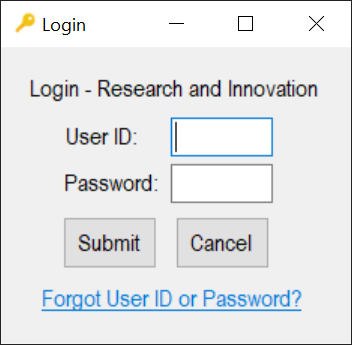 Login
Login - Research and Innovation
User ID:
Password:
Submit Cancel
Forgot User ID or Password?